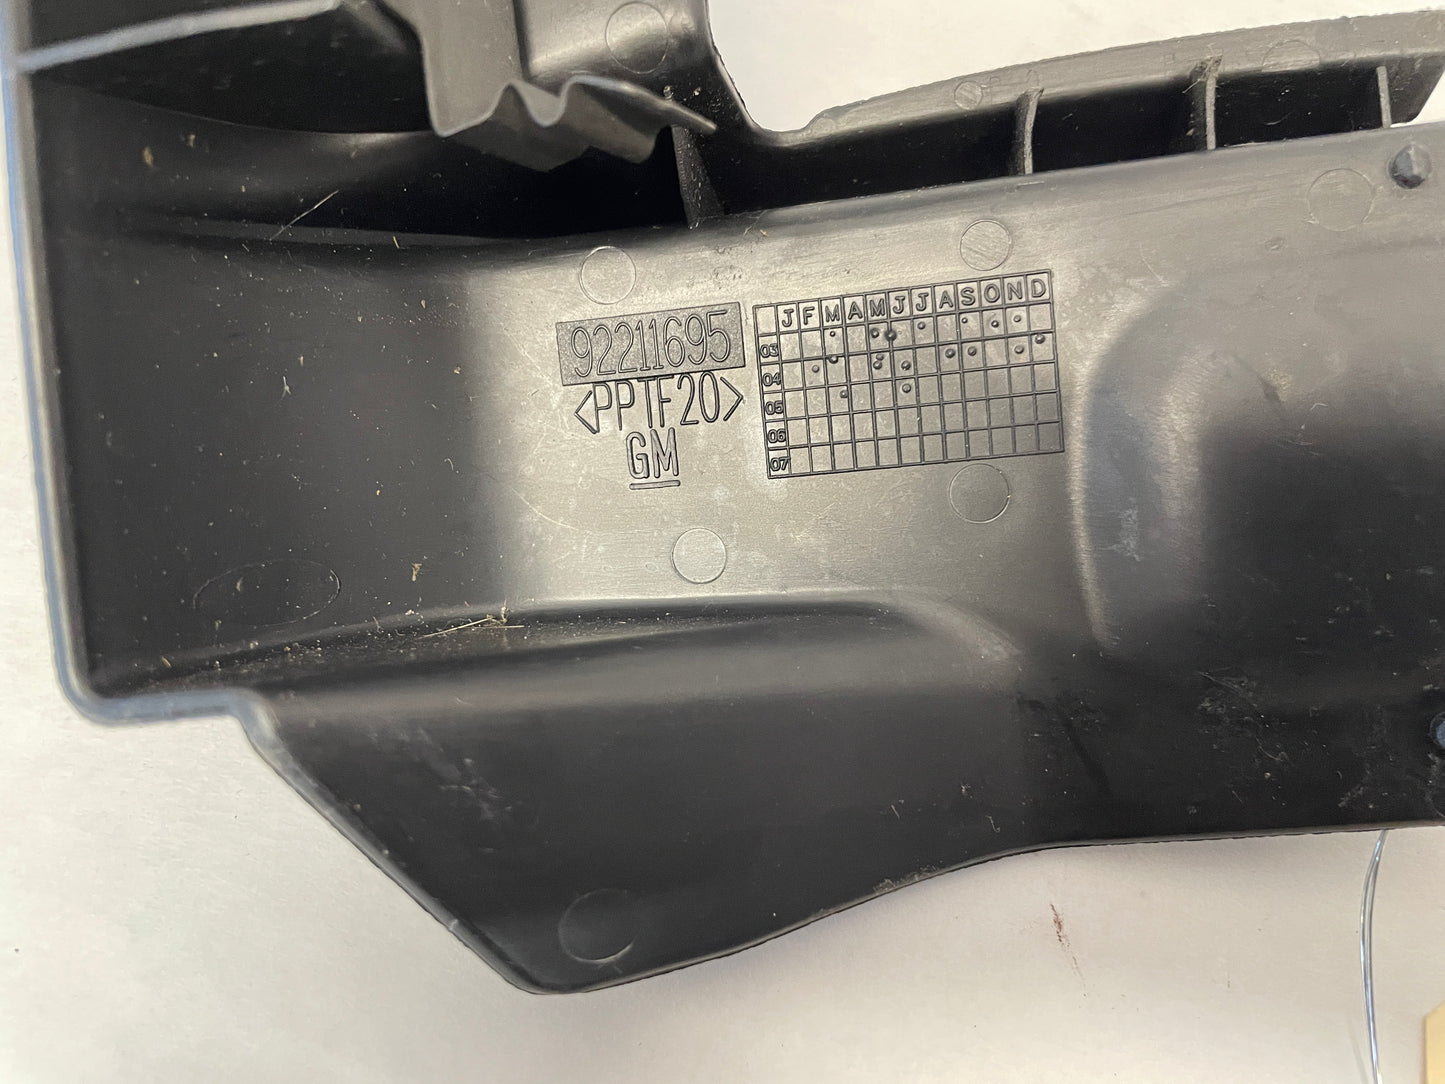 92211695
<PPTF20>
GM
J F M A M J J A S O N D
03
04
05
06
07